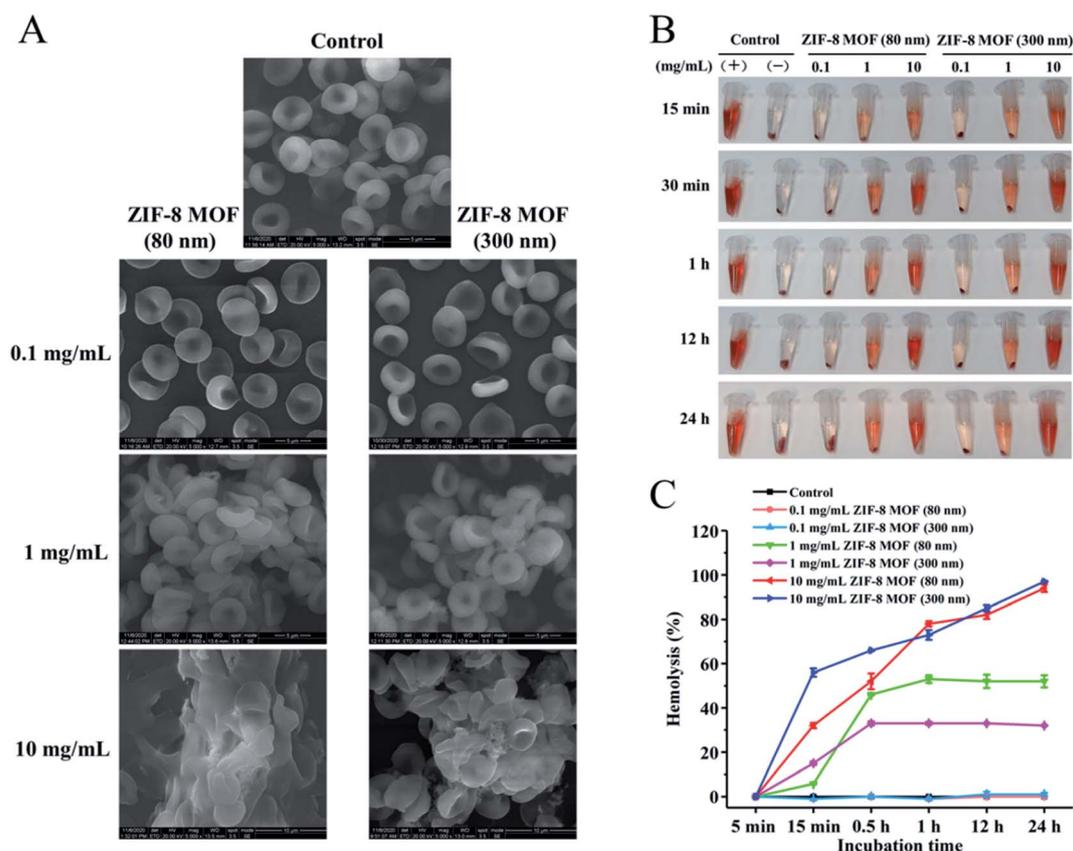 A
Control
ZIF-8 MOF
(80 nm)
ZIF-8 MOF
(300 nm)
0.1 mg/mL
1 mg/mL
10 mg/mL
B
Control
ZIF-8 MOF (80 nm)
ZIF-8 MOF (300 nm)
(mg/mL) (+) (−) 0.1 1 10 0.1 1 10
15 min
30 min
1 h
12 h
24 h
C
Control
0.1 mg/mL ZIF-8 MOF (80 nm)
0.1 mg/mL ZIF-8 MOF (300 nm)
1 mg/mL ZIF-8 MOF (80 nm)
1 mg/mL ZIF-8 MOF (300 nm)
10 mg/mL ZIF-8 MOF (80 nm)
10 mg/mL ZIF-8 MOF (300 nm)
Hemolysis (%)
120
100
80
60
40
20
0
5 min 15 min 0.5 h 1 h 12 h 24 h
Incubation time